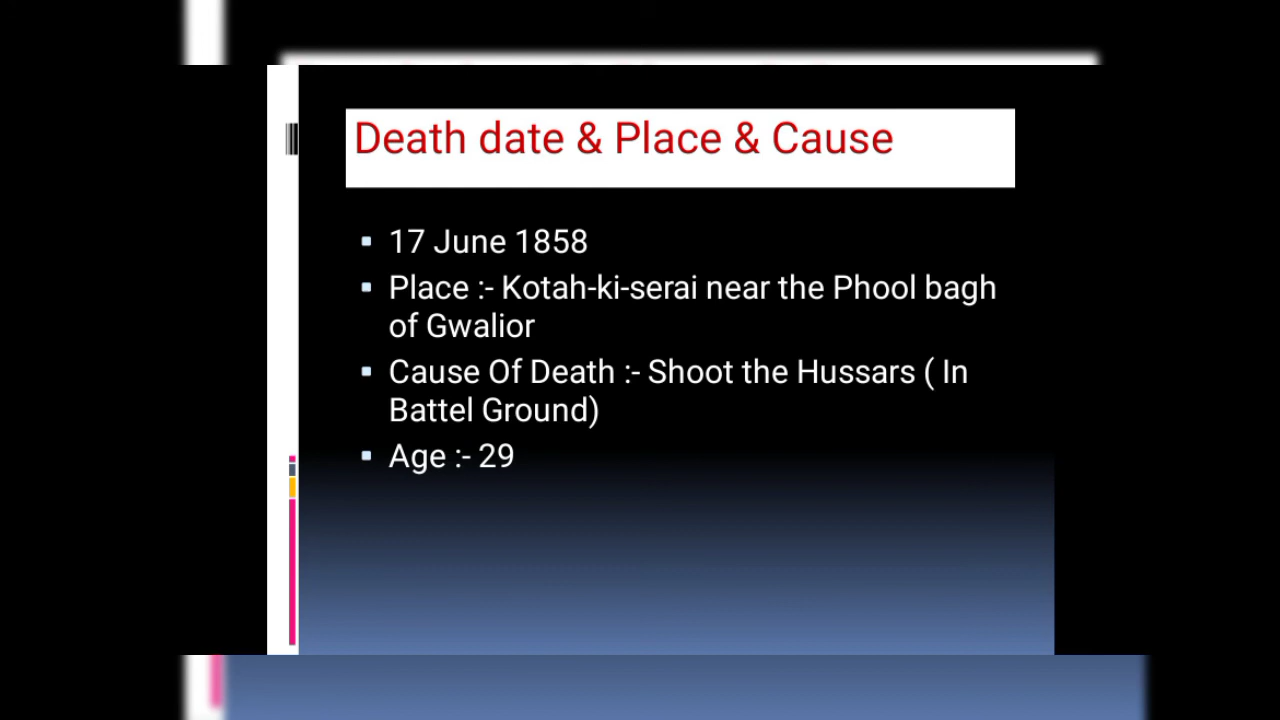 Death date & Place & Cause
17 June 1858
Place :- Kotah-ki-serai near the Phool bagh
of Gwalior
Cause Of Death :- Shoot the Hussars ( In
Battel Ground)
Age :- 29